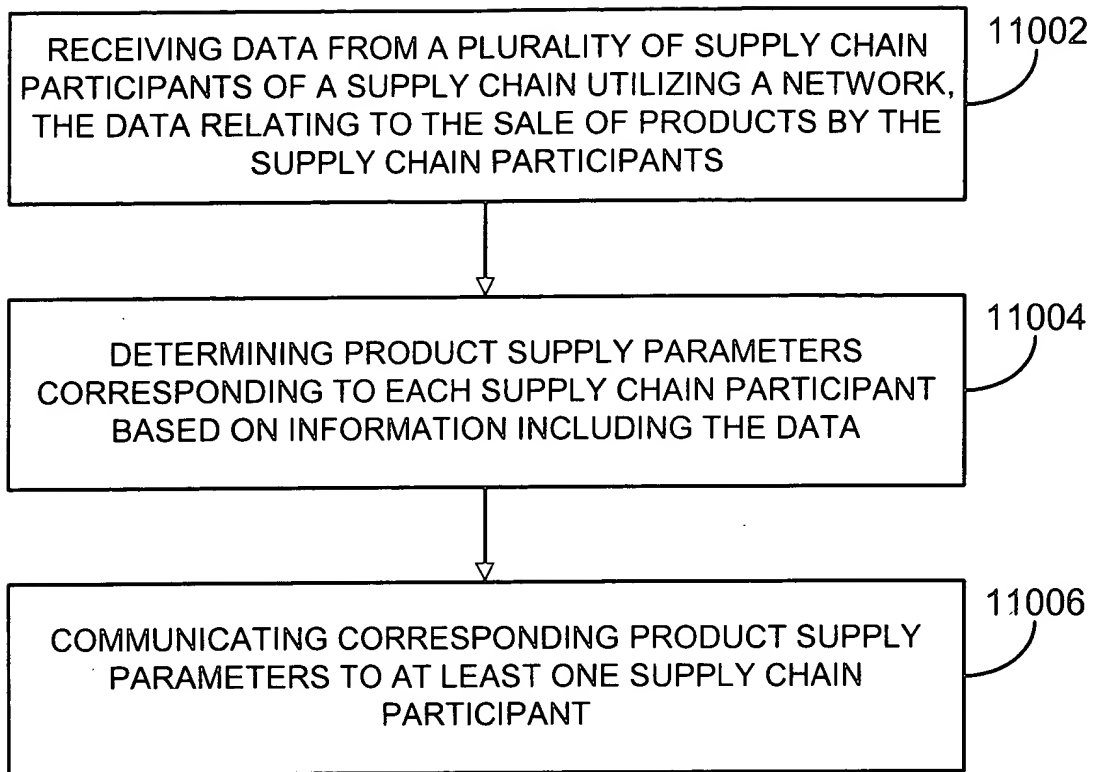 RECEIVING DATA FROM A PLURALITY OF SUPPLY CHAIN
PARTICIPANTS OF A SUPPLY CHAIN UTILIZING A NETWORK,
THE DATA RELATING TO THE SALE OF PRODUCTS BY THE
SUPPLY CHAIN PARTICIPANTS
11002
DETERMINING PRODUCT SUPPLY PARAMETERS
CORRESPONDING TO EACH SUPPLY CHAIN PARTICIPANT
BASED ON INFORMATION INCLUDING THE DATA
11004
COMMUNICATING CORRESPONDING PRODUCT SUPPLY
PARAMETERS TO AT LEAST ONE SUPPLY CHAIN
PARTICIPANT
11006